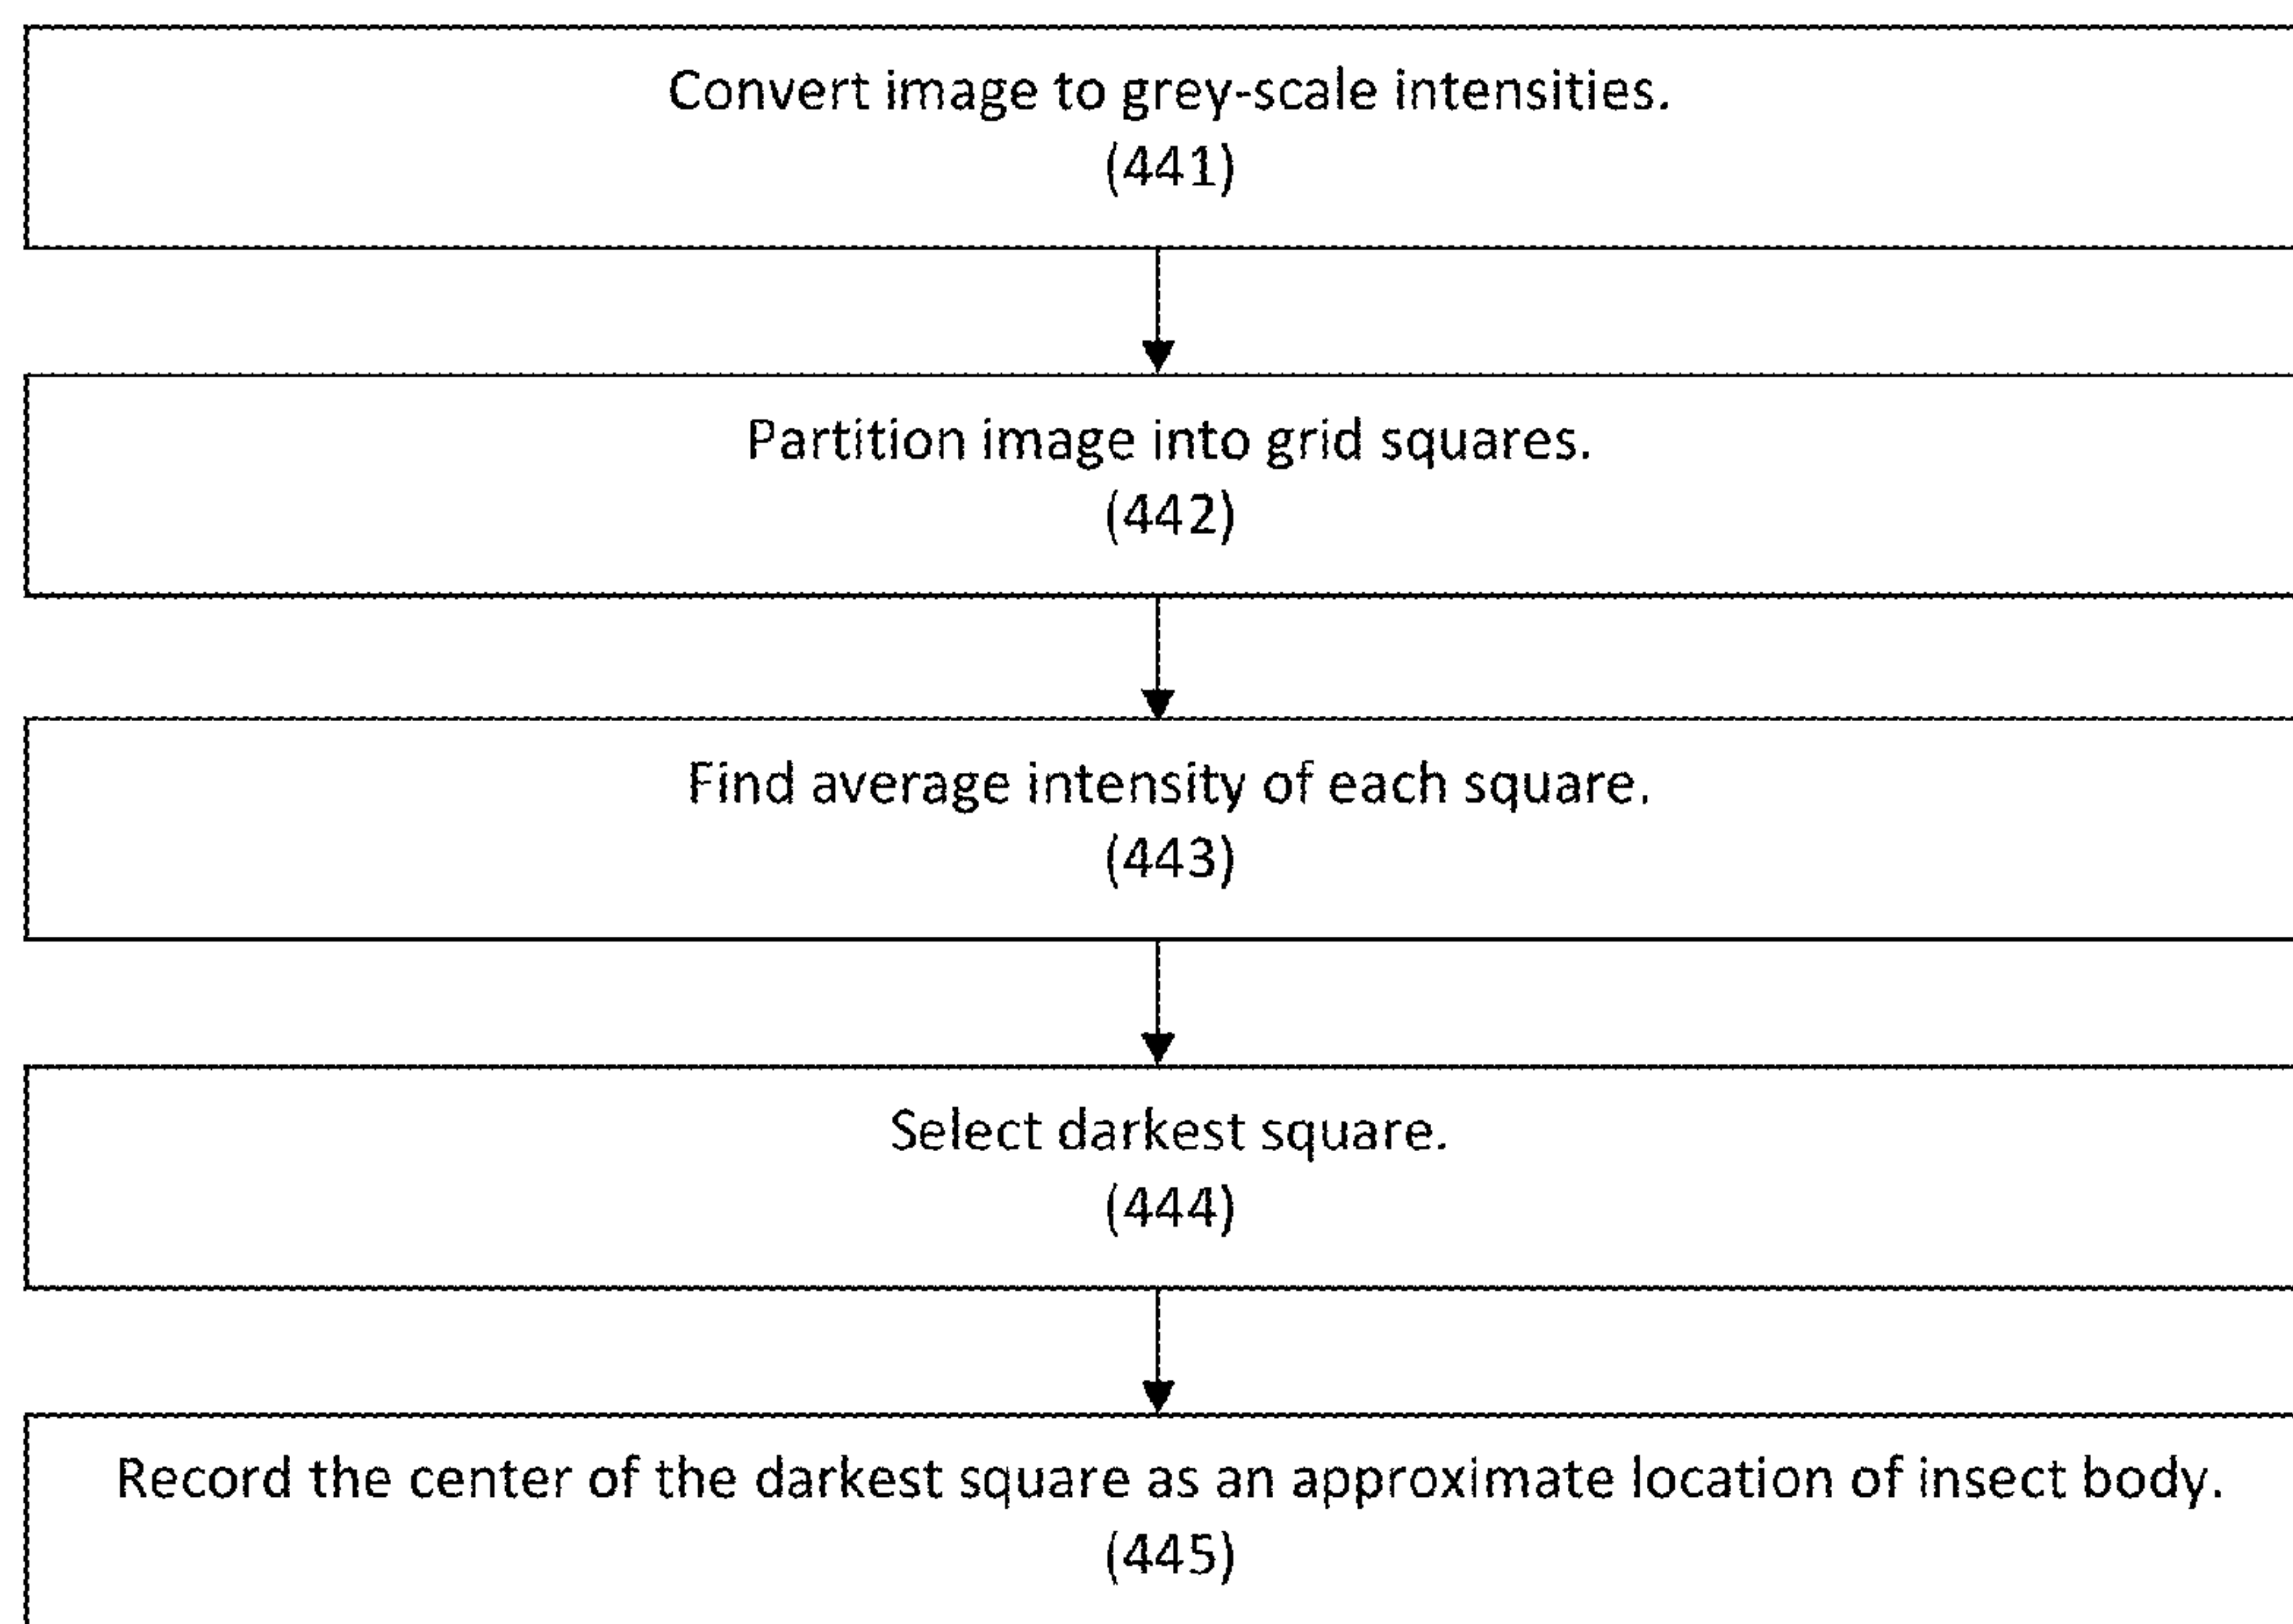 Convert image to grey-scale intensities.
(441)
Partition image into grid squares.
(442)
Find average intensity of each square.
(443)
Select darkest square.
(444)
Record the center of the darkest square as an approximate location of insect body.
(445)